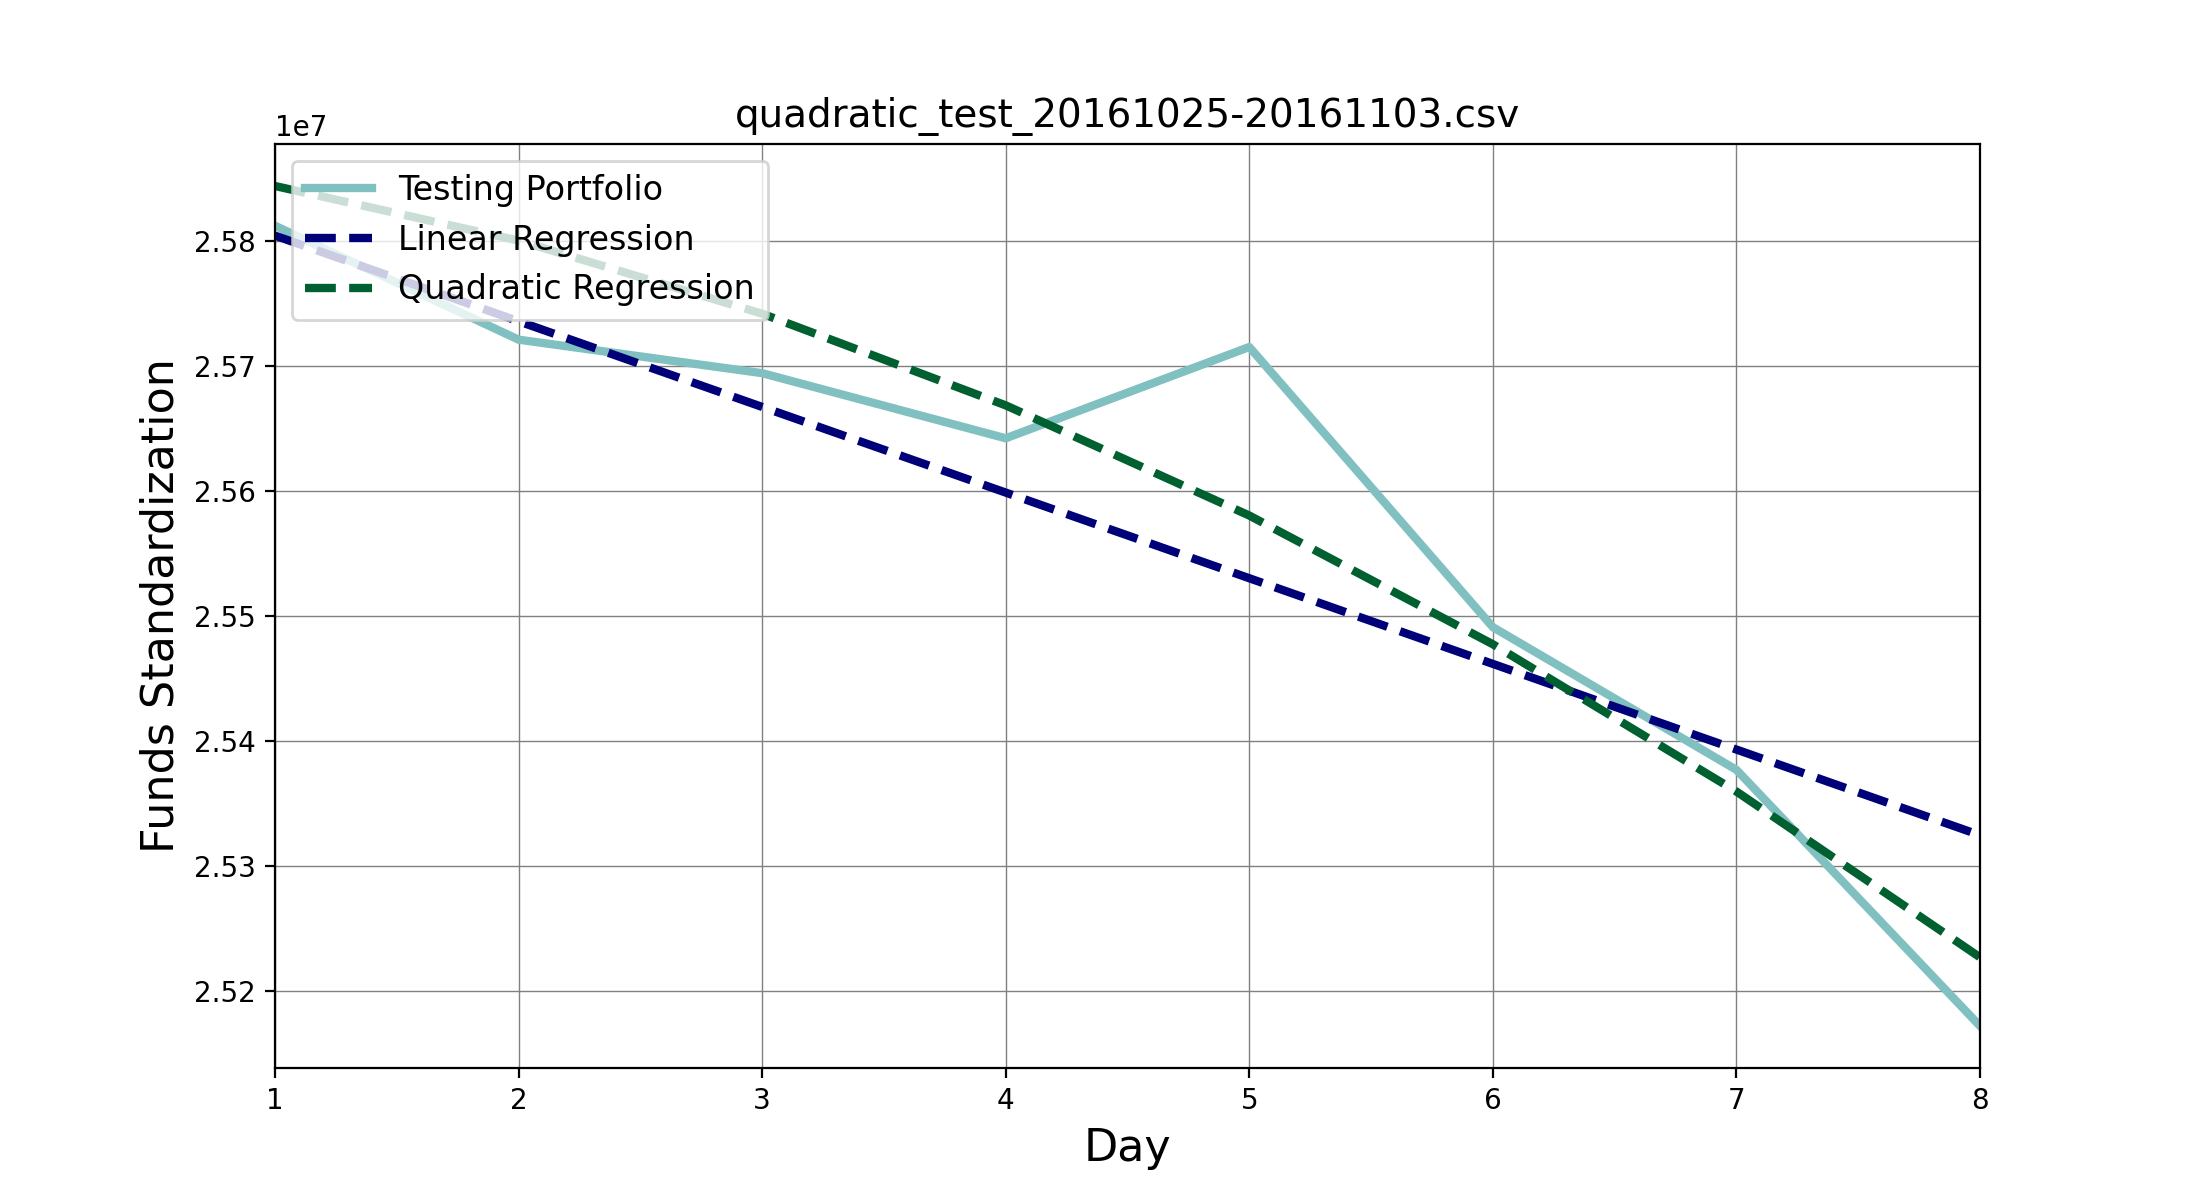 quadratic_test_20161025-20161103.csv
1e7
Testing Portfolio
Linear Regression
Quadratic Regression
Funds Standardization
2.58
2.57
2.56
2.55
2.54
2.53
2.52
1 2 3 4 5 6 7 8
Day